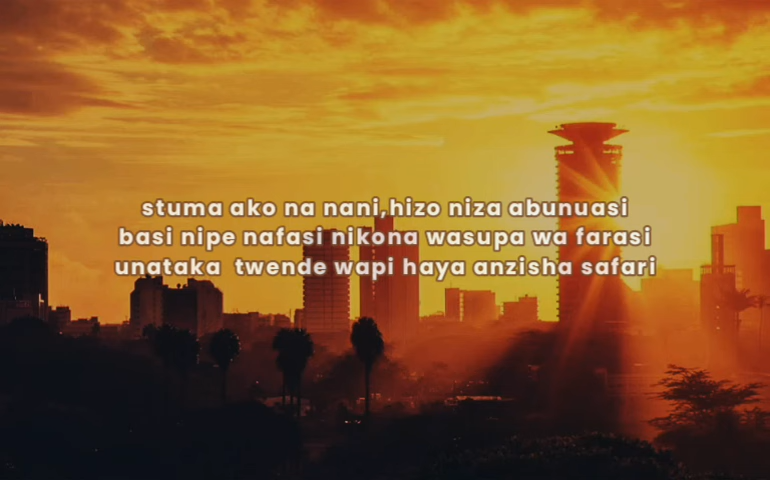 stuma ako na nani,hizo niza abunuasi
basi nipe nafasi nikona wasupa wa farasi
unataka  twende wapi haya anzisha safari